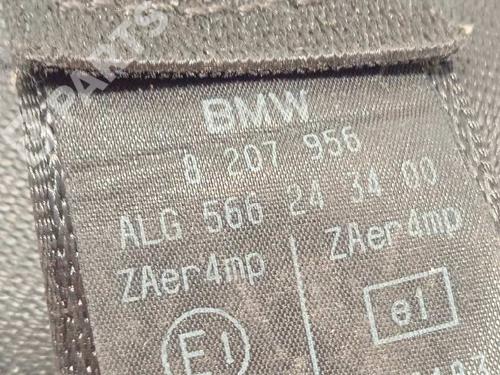 BMW
8 207 956
ALG 566 24 34 00
ZAer4mp ZAer4mp
E1 e1